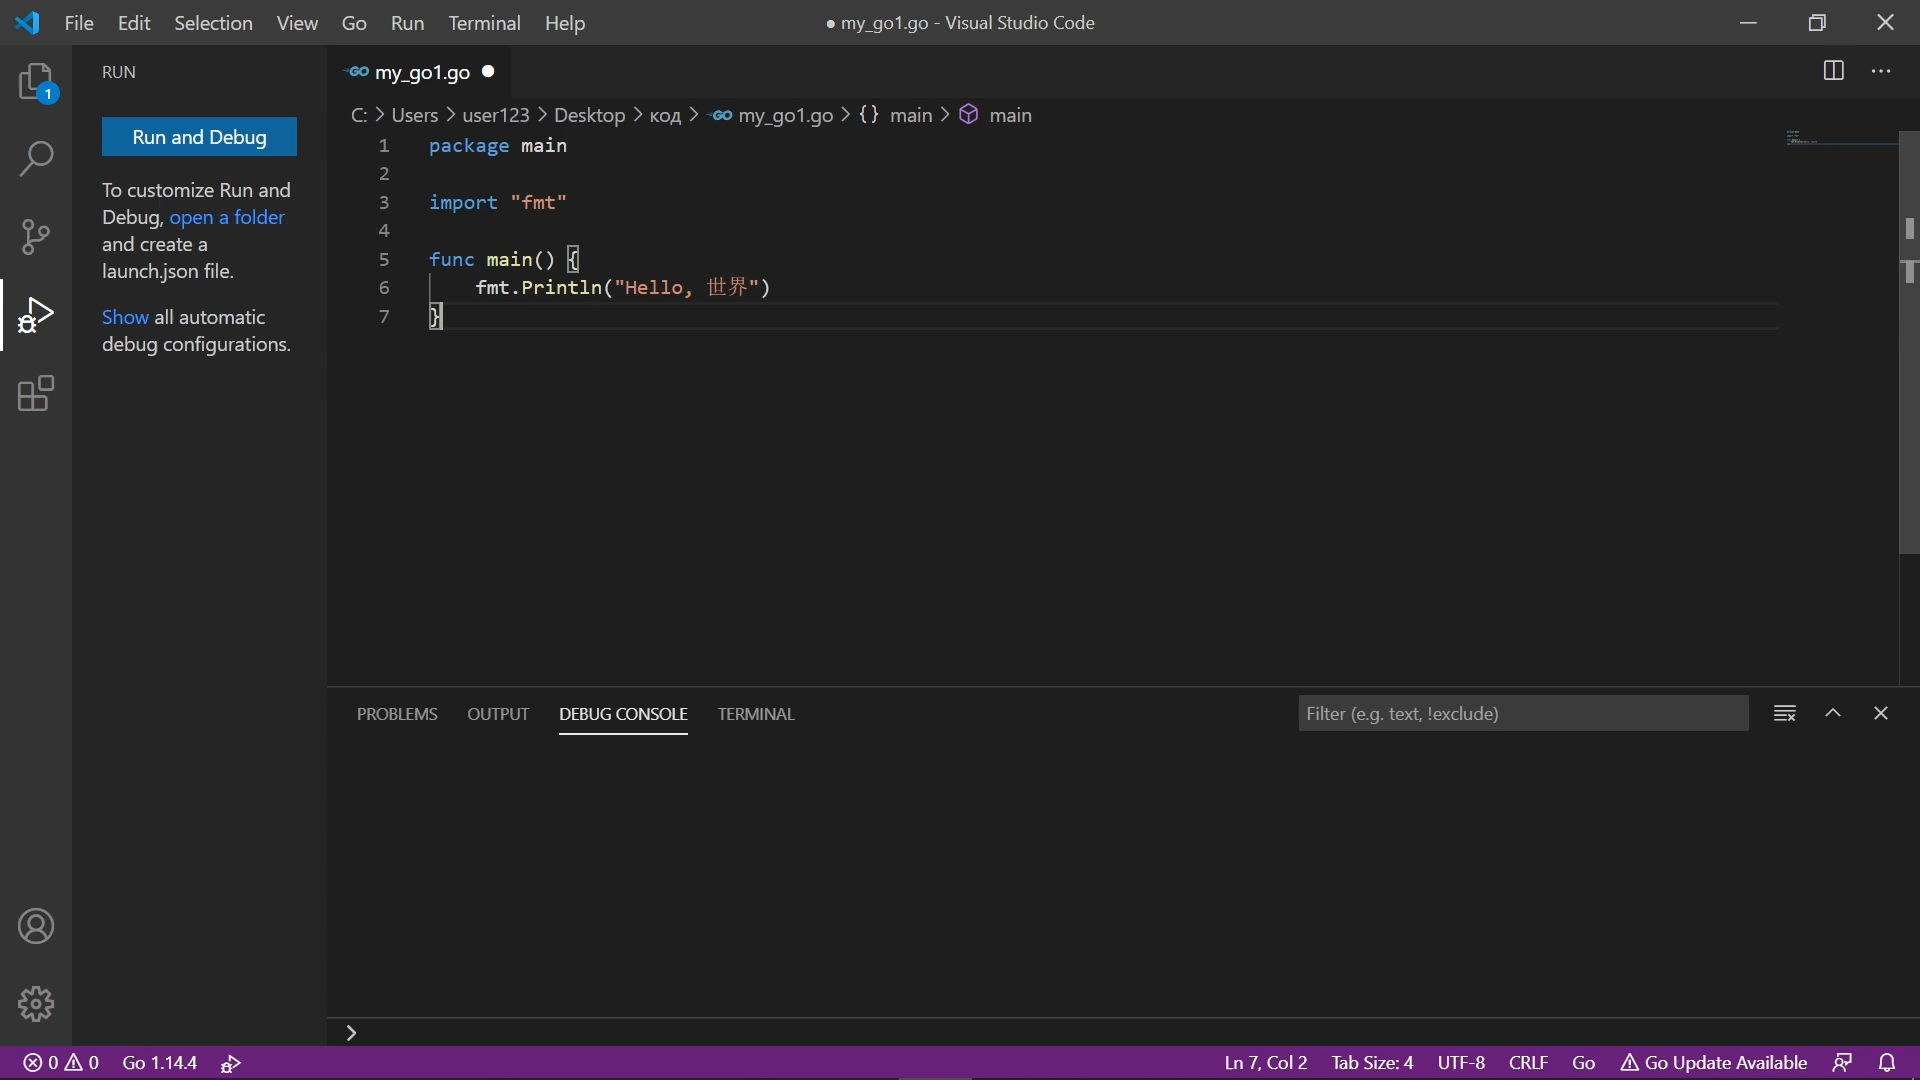 File Edit Selection View Go Run Terminal Help
● my_go1.go - Visual Studio Code
1
RUN
Run and Debug
To customize Run and
Debug, open a folder
and create a
launch.json file.
Show all automatic
debug configurations.
GO my_go1.go ●
C: > Users > user123 > Desktop > код > GO my_go1.go > {} main > main
1 package main
2
3 import "fmt"
4
5 func main() {
6 fmt.Println("Hello, 世界")
7 }
PROBLEMS OUTPUT DEBUG CONSOLE TERMINAL
Filter (e.g. text, !exclude)
>
0 0 Go 1.14.4
Ln 7, Col 2 Tab Size: 4 UTF-8 CRLF Go Go Update Available